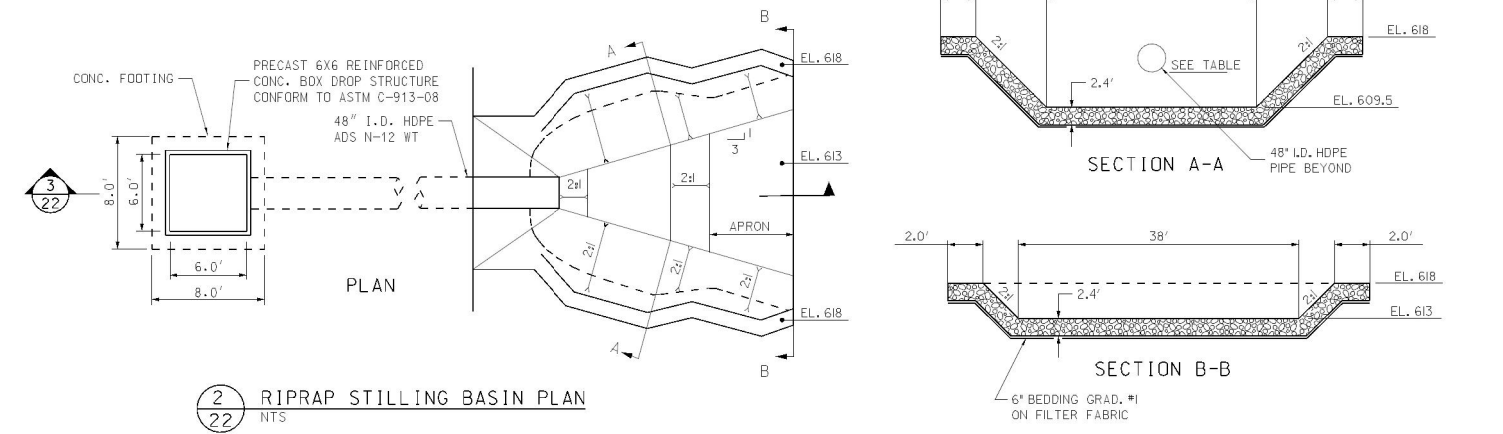 CONC. FOOTING
PRECAST 6X6 REINFORCED
CONC. BOX DROP STRUCTURE
CONFORM TO ASTM C-913-08
48" I.D. HDPE
ADS N-12 WT
3
22
8.0'
6.0'
6.0'
8.0'
PLAN
A
B
EL. 618
1
3
EL. 613
2:1
2:1
APRON
2:1
2:1
2:1
EL. 618
A
B
2
22
RIPRAP STILLING BASIN PLAN
NTS
2:1
2:1
EL. 618
SEE TABLE
2.4'
EL. 609.5
SECTION A-A
48" I.D. HDPE
PIPE BEYOND
2.0'
38'
2.0'
EL. 618
2:1
2:1
2.4'
EL. 613
SECTION B-B
6" BEDDING GRAD. #1
ON FILTER FABRIC